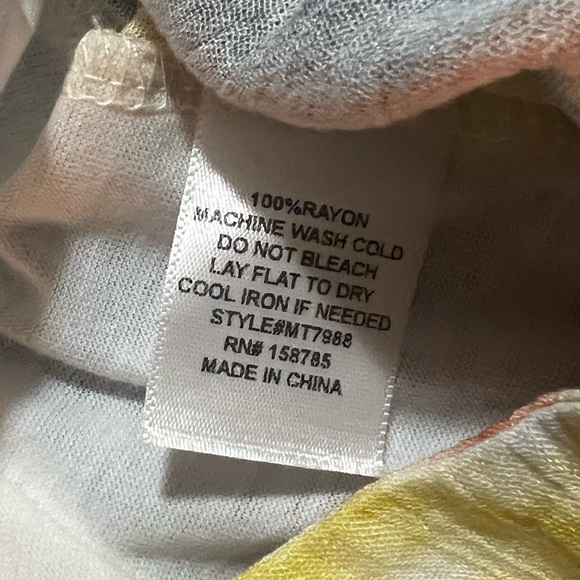 100%RAYON
MACHINE WASH COLD
DO NOT BLEACH
LAY FLAT TO DRY
COOL IRON IF NEEDED
STYLE#MT7988
RN# 158785
MADE IN CHINA